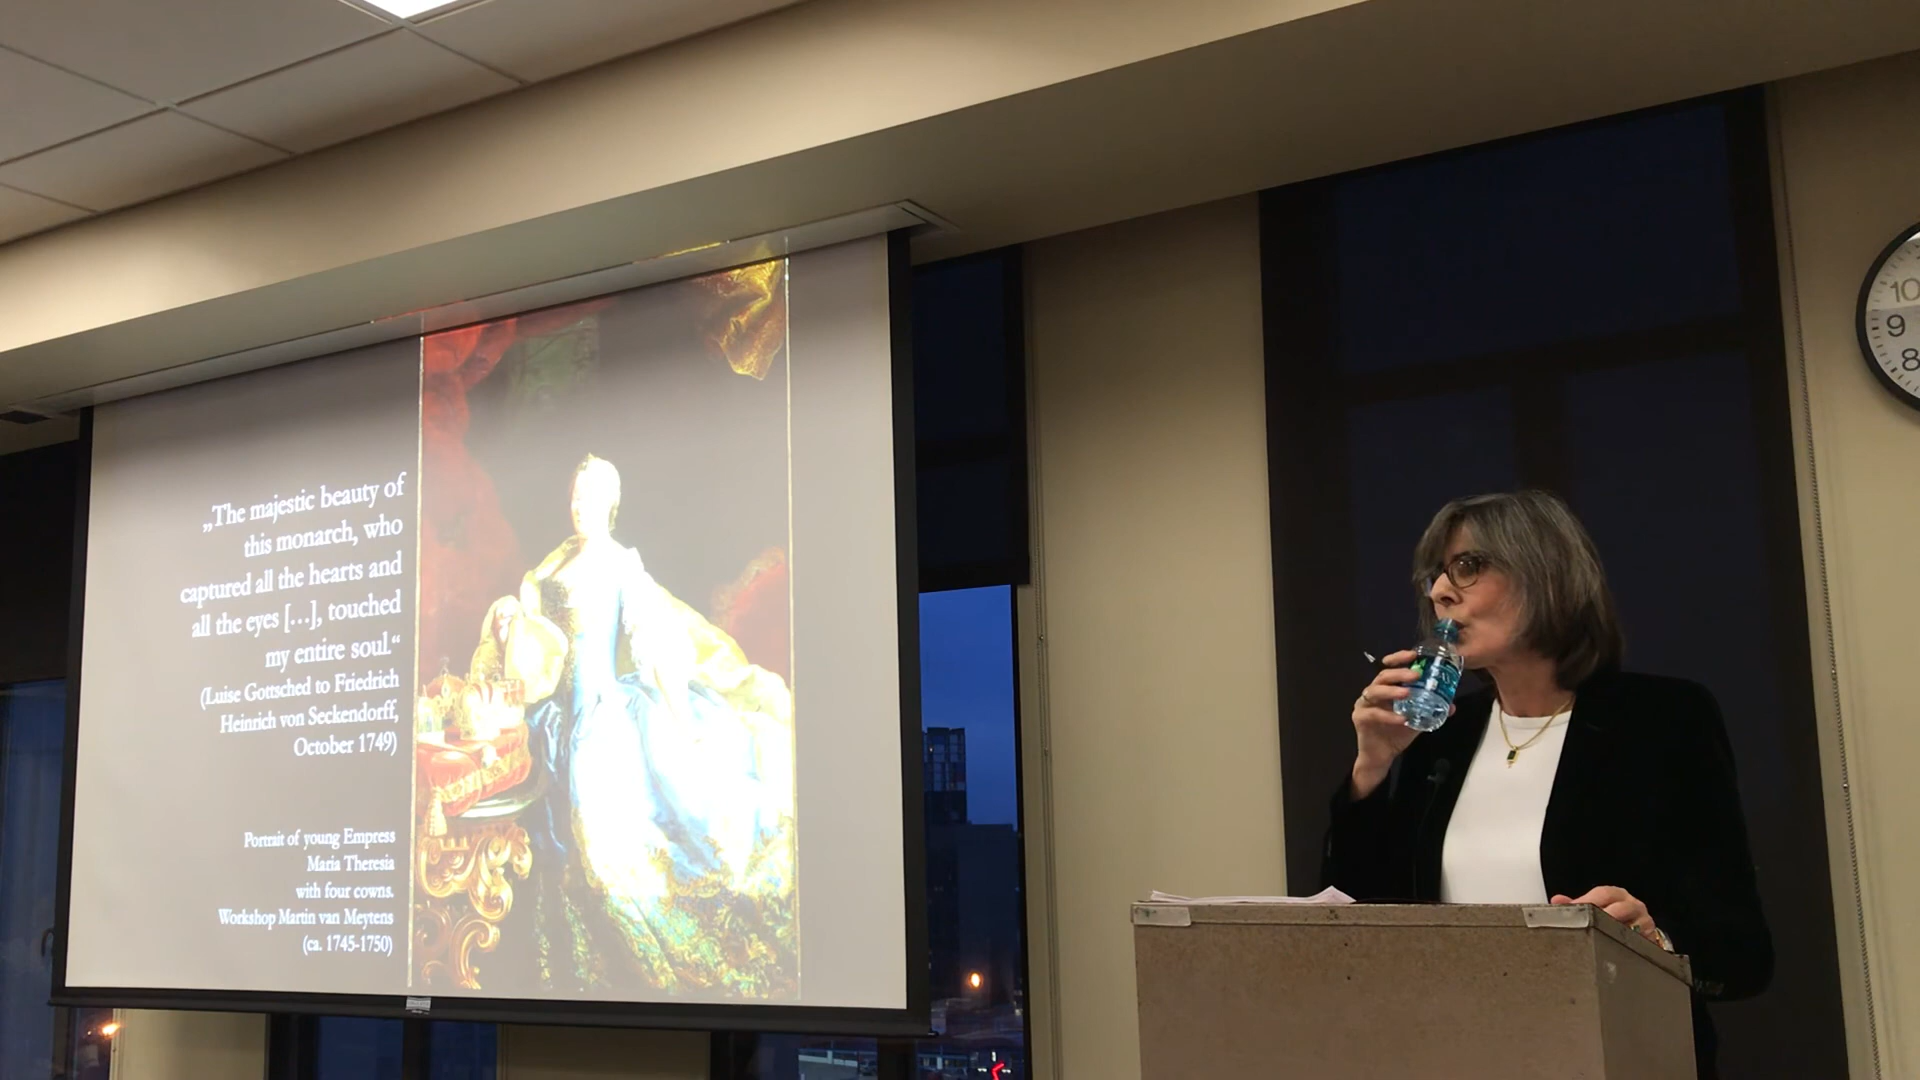 „The majestic beauty of
this monarch, who
captured all the hearts and
all the eyes […], touched
my entire soul.“
(Luise Gottsched to Friedrich
Heinrich von Seckendorff,
October 1749)
Portrait of young Empress
Maria Theresia
with four cowns.
Workshop Martin van Meytens
(ca. 1745-1750)
10
9
8